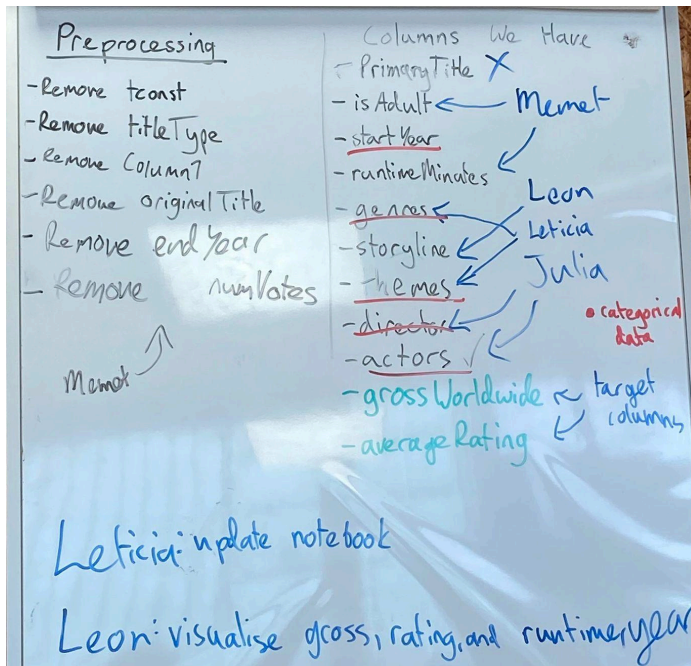 Preprocessing
- Remove tconst
- Remove titleType
- Remove Column7
- Remove originalTitle
- Remove endYear
- Remove numVotes
Memet
Columns We Have
- PrimaryTitle X
- isAdult
- startYear
- runtimeMinutes
- genres
- storyline
- themes
- director
- actors ✓
- grossWorldwide
- averageRating
Memet
Leon
Leticia
Julia
• categorical
data
target
columns
Leticia: update notebook
Leon: visualise gross, rating, and runtime, year